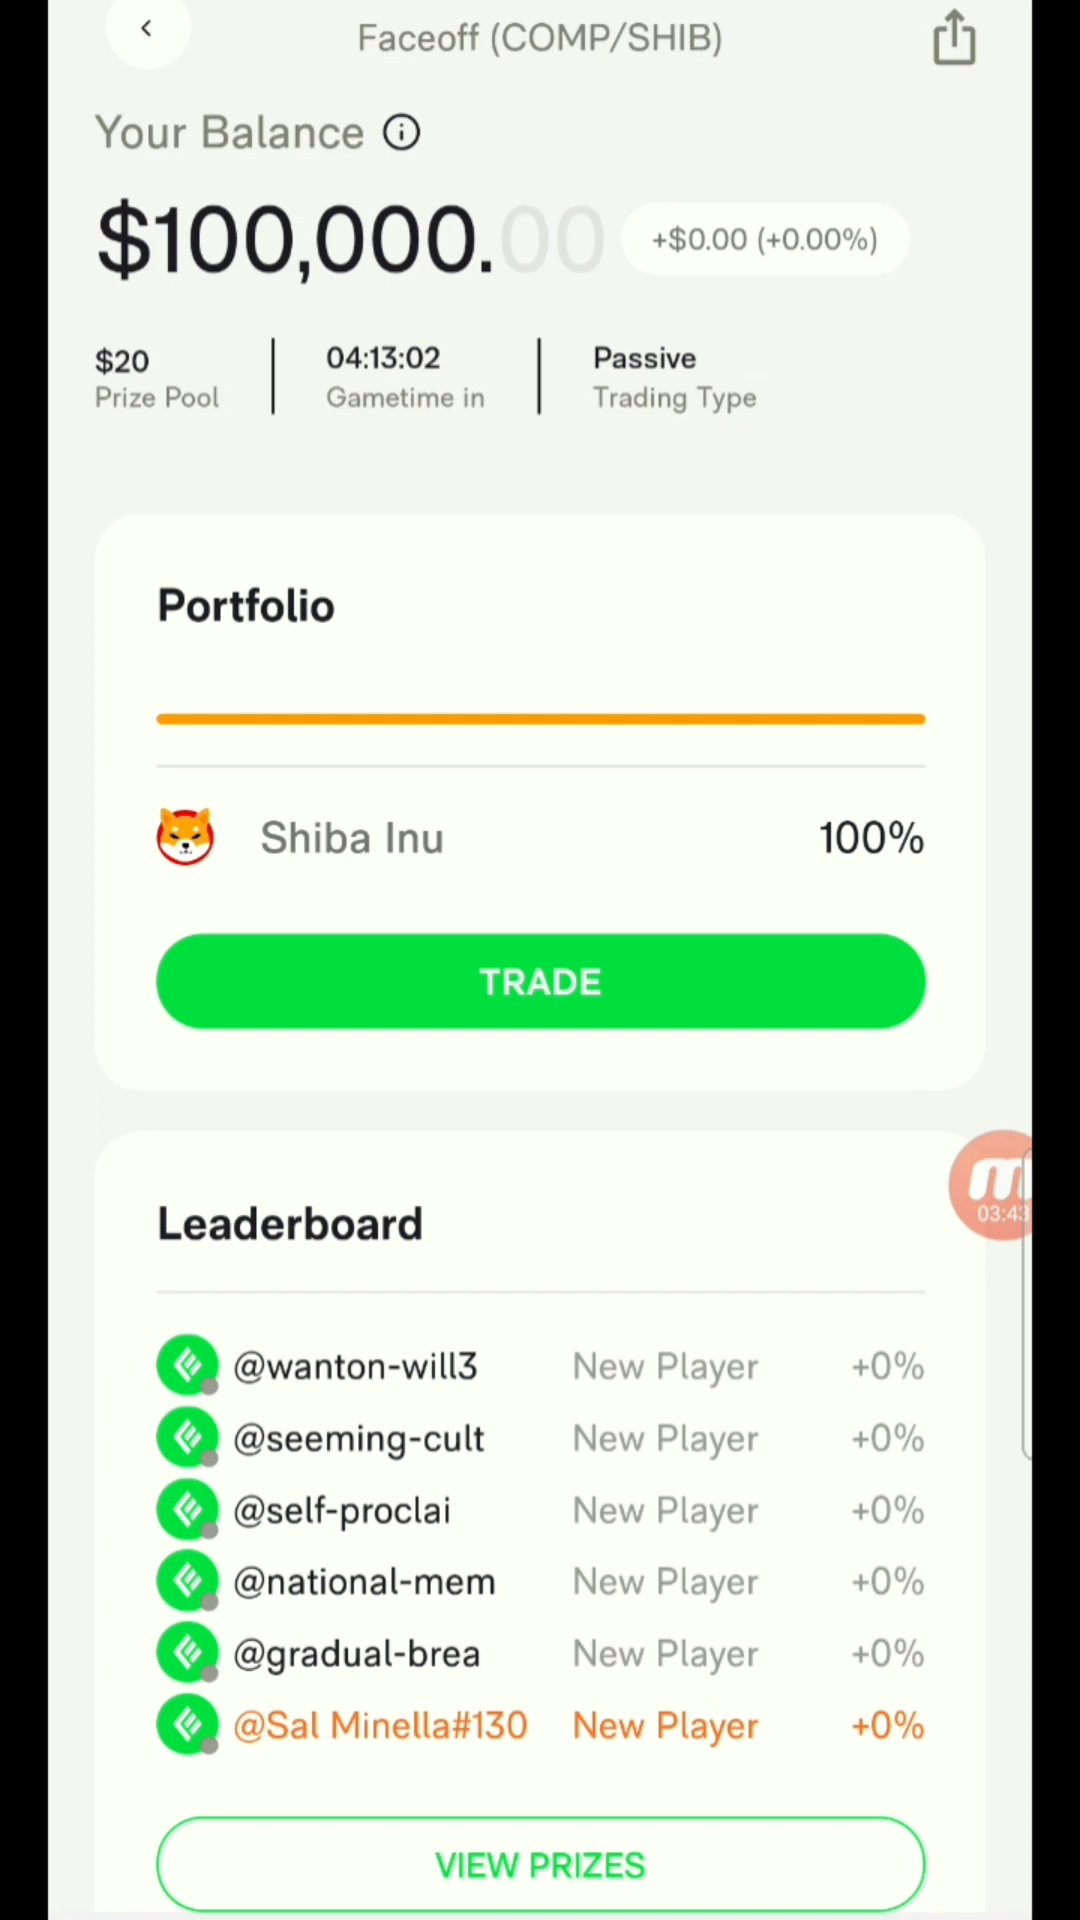 Faceoff (COMP/SHIB)
Your Balance
$100,000.00 +$0.00 (+0.00%)
$20 04:13:02 Passive
Prize Pool Gametime in Trading Type
Portfolio
Shiba Inu 100%
TRADE
Leaderboard
03:43
@wanton-will3 New Player +0%
@seeming-cult New Player +0%
@self-proclai New Player +0%
@national-mem New Player +0%
@gradual-brea New Player +0%
@Sal Minella#130 New Player +0%
VIEW PRIZES